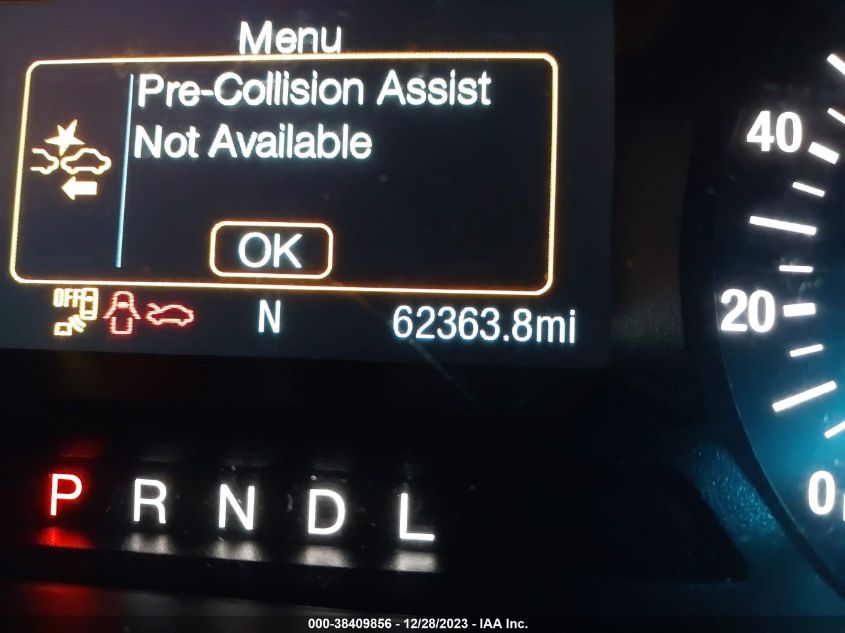 Menu
Pre-Collision Assist
Not Available
OK
OFF
N
62363.8mi
40
20
0
P R N D L
000-38409856 - 12/28/2023 - IAA Inc.